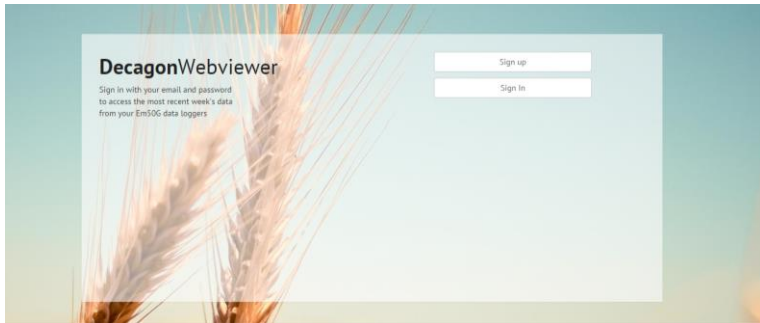 DecagonWebviewer
Sign in with your email and password
to access the most recent week's data
from your Em50G data loggers
Sign up
Sign In